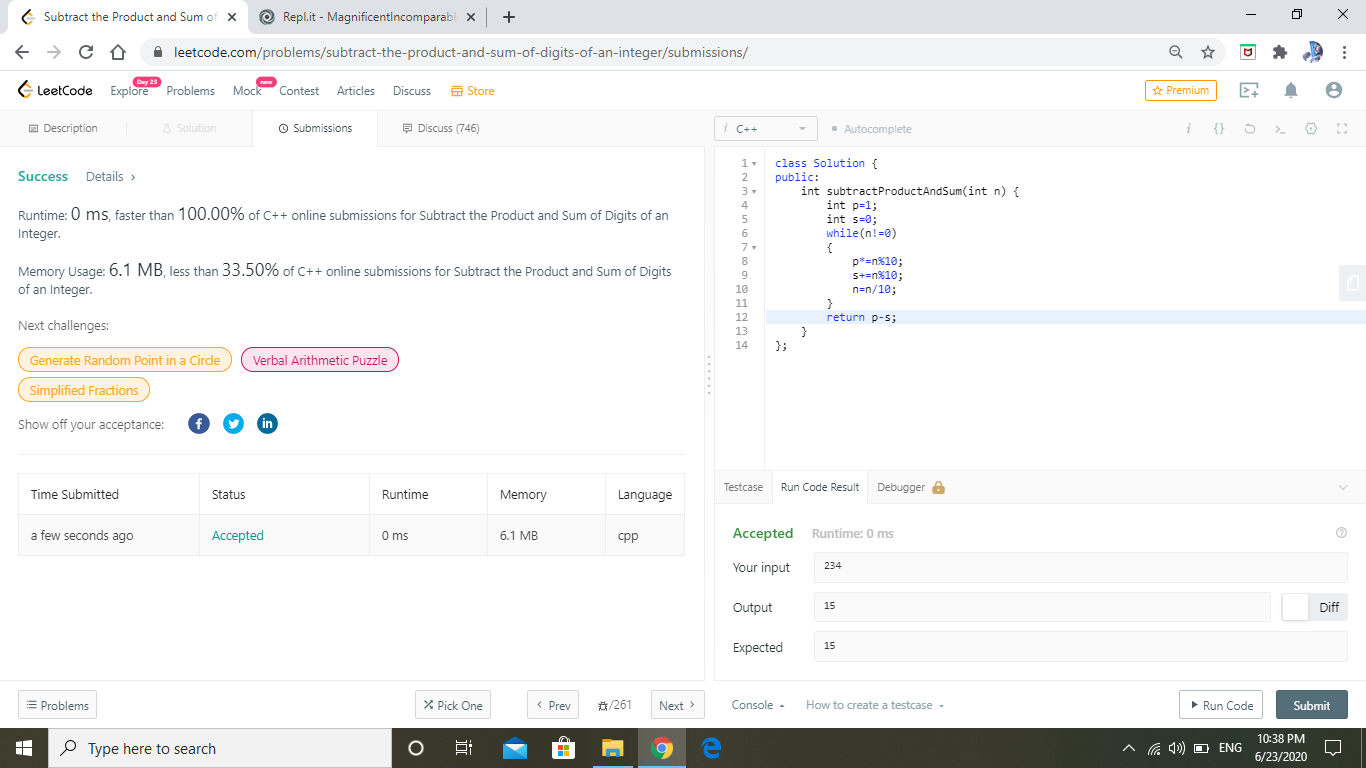 Subtract the Product and Sum of
Repl.it - MagnificentIncomparabl
leetcode.com/problems/subtract-the-product-and-sum-of-digits-of-an-integer/submissions/
LeetCode Explore Day 23 Problems Mock new Contest Articles Discuss Store Premium
Description Solution Submissions Discuss (746)
Success Details ›
Runtime: 0 ms, faster than 100.00% of C++ online submissions for Subtract the Product and Sum of Digits of an
Integer.
Memory Usage: 6.1 MB, less than 33.50% of C++ online submissions for Subtract the Product and Sum of Digits
of an Integer.
Next challenges:
Generate Random Point in a Circle Verbal Arithmetic Puzzle
Simplified Fractions
Show off your acceptance: f in
Time Submitted Status Runtime Memory Language
a few seconds ago Accepted 0 ms 6.1 MB cpp
i C++ Autocomplete i {} >_
1 class Solution {
2 public:
3 int subtractProductAndSum(int n) {
4 int p=1;
5 int s=0;
6 while(n!=0)
7 {
8 p*=n%10;
9 s+=n%10;
10 n=n/10;
11 }
12 return p-s;
13 }
14 };
Testcase Run Code Result Debugger
Accepted Runtime: 0 ms
Your input 234
Output 15 Diff
Expected 15
Problems Pick One Prev /261 Next Console How to create a testcase Run Code Submit
Type here to search
ENG
10:38 PM
6/23/2020